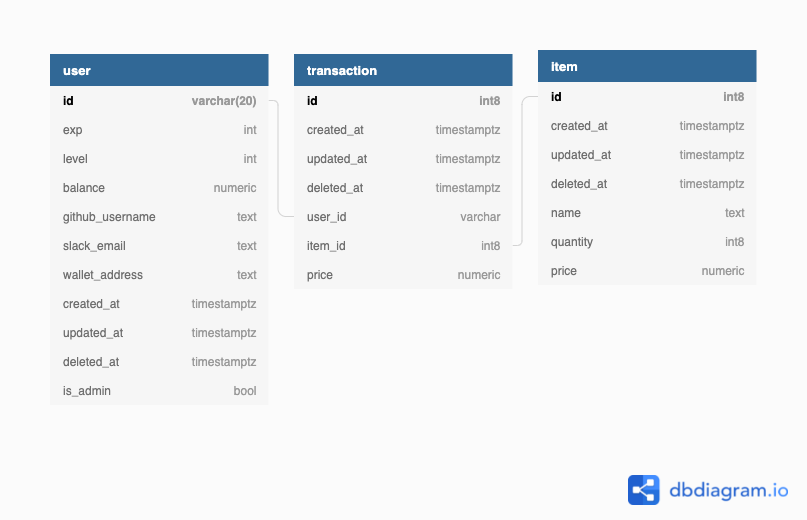 user
id varchar(20)
exp int
level int
balance numeric
github_username text
slack_email text
wallet_address text
created_at timestamptz
updated_at timestamptz
deleted_at timestamptz
is_admin bool
transaction
id int8
created_at timestamptz
updated_at timestamptz
deleted_at timestamptz
user_id varchar
item_id int8
price numeric
item
id int8
created_at timestamptz
updated_at timestamptz
deleted_at timestamptz
name text
quantity int8
price numeric
dbdiagram.io